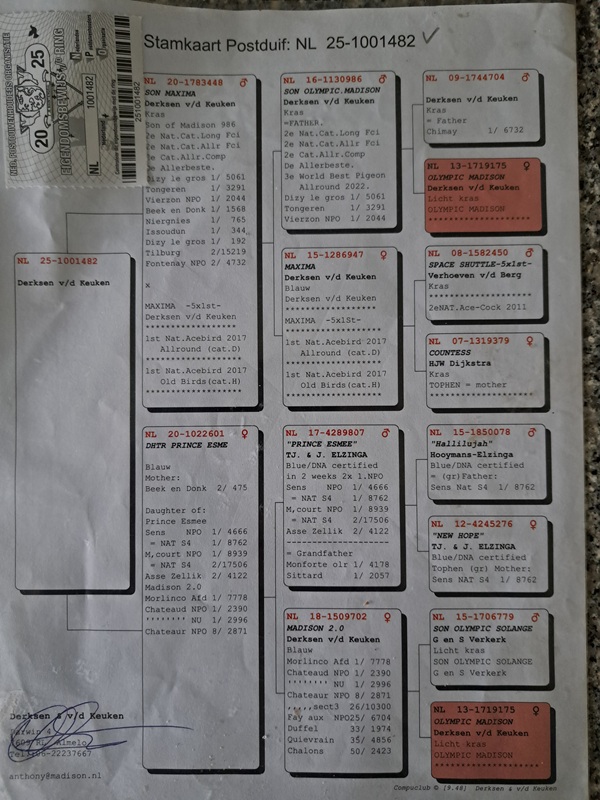 Stamkaart Postduif: NL 25-1001482
20 25
EIGENDOMSBEWIJS RING
NL
1001482
251001482
NL 25-1001482
Derksen v/d Keuken
NL 20-1783448 ♂
SON MAXIMA
Derksen v/d Keuken
Kras
Son of Madison 986
2e Nat.Cat.Long Fci
2e Nat.Cat.Allr Fci
2e Cat.Allr.Comp
De Allerbeste.
Dizy le gros 1/ 5061
Tongeren 1/ 3291
Vierzon NPO 1/ 2044
Beek en Donk 1/ 1568
Niergnies 1/ 765
Issoudun 1/ 344
Dizy le gros 1/ 192
Tilburg 2/15219
Fontenay NPO 2/ 4732
x
MAXIMA -5x1st-
Derksen v/d Keuken
******************
1st Nat.Acebird 2017
Allround (cat.D)
******************
1st Nat.Acebird 2017
Old Birds(cat.H)
******************
NL 20-1022601 ♀
DHTR PRINCE ESME
Blauw
Mother:
Beek en Donk 2/ 475
Daughter of:
Prince Esmee
Sens NPO 1/ 4666
= NAT S4 1/ 8762
M,court NPO 1/ 8939
= NAT S4 2/17506
Asse Zellik 2/ 4122
Madison 2.0
Morlinco Afd 1/ 7778
Chateaud NPO 1/ 2390
'''''''' NU 1/ 2996
Chateaur NPO 8/ 2871
NL 16-1130986 ♂
SON OLYMPIC.MADISON
Derksen v/d Keuken
Kras
=FATHER.
2e Nat.Cat.Long Fci
2e Nat.Cat.Allr Fci
2e Cat.Allr.Comp
De Allerbeste.
3e World Best Pigeon
Allround 2022.
Dizy le gros 1/ 5061
Tongeren 1/ 3291
Vierzon NPO 1/ 2044
NL 15-1286947 ♀
MAXIMA
Derksen v/d Keuken
Blauw
Derksen v/d Keuken
******************
MAXIMA -5x1St-
******************
1st Nat.Acebird 2017
Allround (cat.D)
******************
1st Nat.Acebird 2017
Old Birds(cat.H)
******************
NL 17-4289807 ♂
"PRINCE ESMEE"
TJ. & J. ELZINGA
Blue/DNA certified
in 2 weeks 2x 1.NPO
Sens NPO 1/ 4666
= NAT S4 1/ 8762
M,court NPO 1/ 8939
= NAT S4 2/17506
Asse Zellik 2/ 4122
--------------------
= Grandfather
Monforte olr 1/ 4178
Sittard 1/ 2057
NL 18-1509702 ♀
MADISON 2.0
Derksen v/d Keuken
Blauw
Morlinco Afd 1/ 7778
Chateaud NPO 1/ 2390
'''''''' NU 1/ 2996
Chateaur NPO 8/ 2871
,,,,,sect3 26/10300
Fay aux NPO25/ 6704
Duffel 33/ 1974
Quievrain 35/ 4856
Chalons 50/ 2423
NL 09-1744704 ♂
Derksen v/d Keuken
Kras
= Father
Chimay 1/ 6732
NL 13-1719175 ♀
OLYMPIC MADISON
Derksen v/d Keuken
Licht kras
OLYMPIC MADISON
******************
NL 08-1582450 ♂
SPACE SHUTTLE-5x1st-
Verhoeven v/d Berg
Kras
******************
2eNAT.Ace-Cock 2011
NL 07-1319379 ♀
COUNTESS
HJW Dijkstra
Kras
TOPHEN = mother
******************
NL 15-1850078 ♂
"Hallilujah"
Hooymans-Elzinga
Blue/DNA certified
= (gr)Father:
Sens Nat S4 1/ 8762
NL 12-4245276 ♀
"NEW HOPE"
TJ. & J. ELZINGA
Blue/DNA certified
Tophen (gr) Mother:
Sens NAT S4 1/ 8762
NL 15-1706779 ♂
SON OLYMPIC SOLANGE
G en S Verkerk
Licht kras
SON OLYMPIC SOLANGE
G en S Verkerk
NL 13-1719175 ♀
OLYMPIC MADISON
Derksen v/d Keuken
Licht kras
OLYMPIC MADISON
******************
Derksen & v/d Keuken
Almelo
anthony@madison.nl
Compuclub © [9.48] Derksen & v/d Keuken